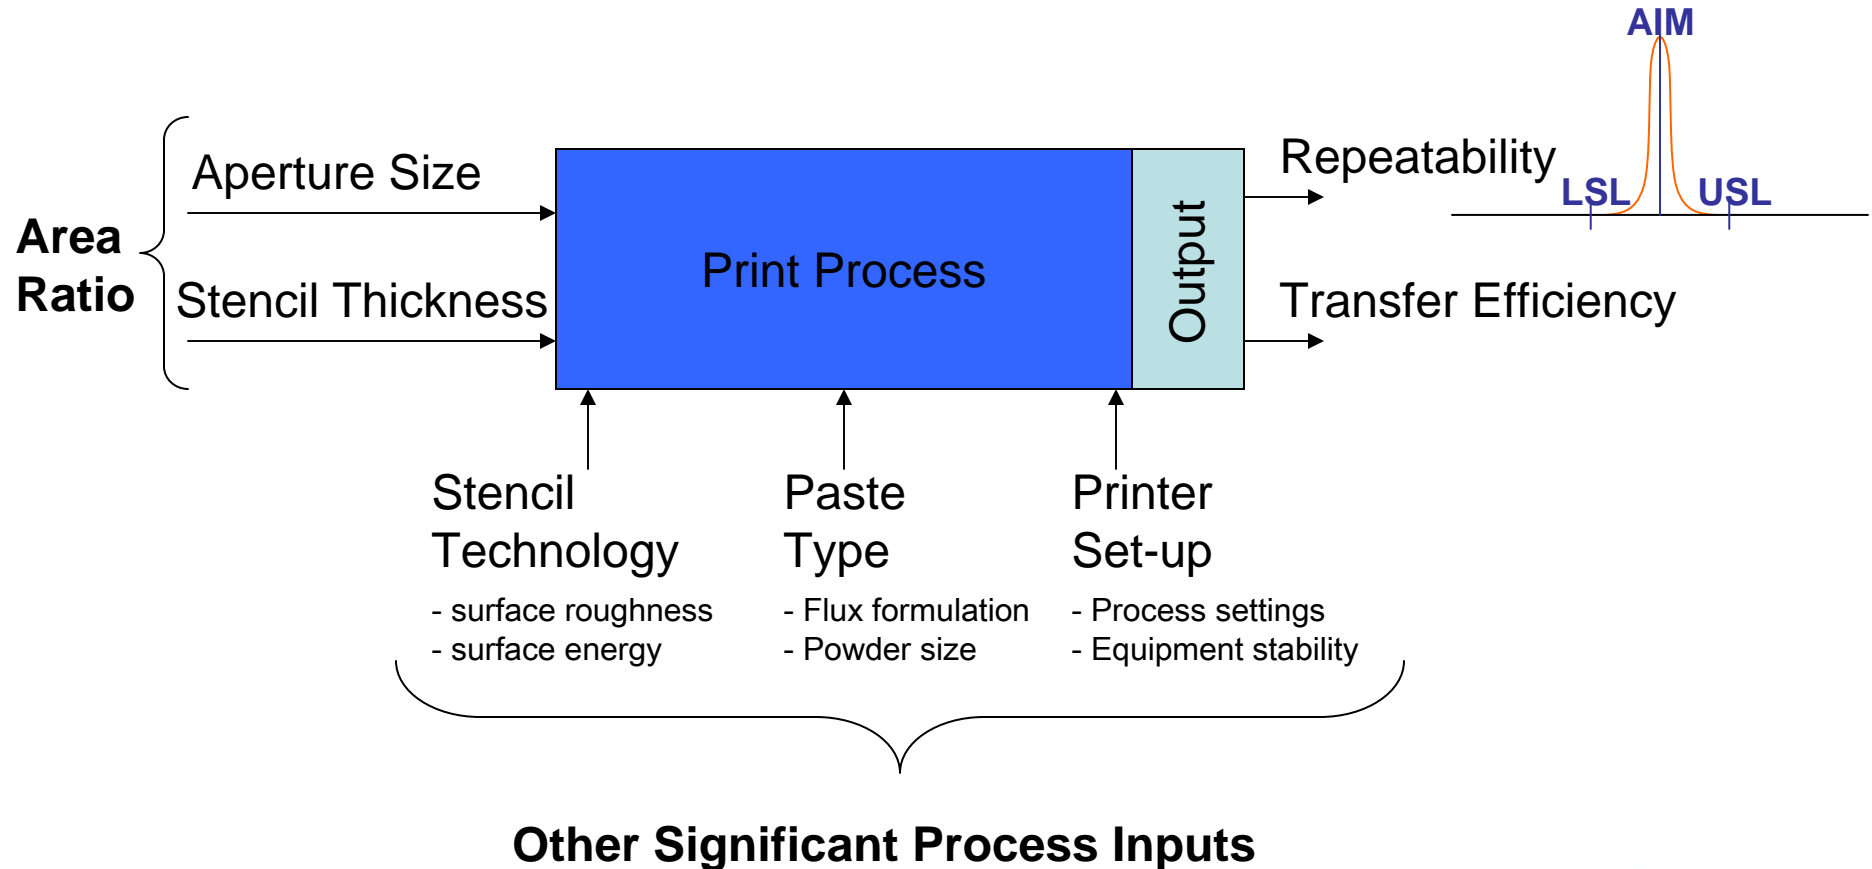 AIM
LSL
USL
Repeatability
Aperture Size
Area
Ratio
Stencil Thickness
Print Process
Output
Transfer Efficiency
Stencil
Technology
- surface roughness
- surface energy
Paste
Type
- Flux formulation
- Powder size
Printer
Set-up
- Process settings
- Equipment stability
Other Significant Process Inputs